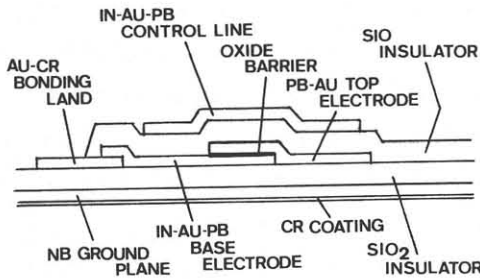 IN-AU-PB
CONTROL LINE
OXIDE
BARRIER
SIO
INSULATOR
AU-CR
BONDING
LAND
PB-AU TOP
ELECTRODE
NB GROUND
PLANE
IN-AU-PB
BASE
ELECTRODE
CR COATING
SIO2
INSULATOR